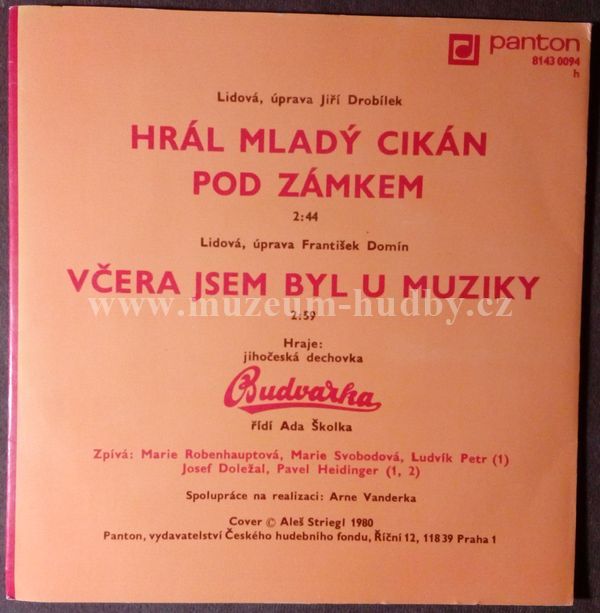 panton
8143 0094
h
Lidová, úprava Jiří Drobílek
HRÁL MLADÝ CIKÁN
POD ZÁMKEM
2:44
Lidová, úprava František Domín
VČERA JSEM BYL U MUZIKY
www.muzeum-hudby.cz
2:59
Hraje:
jihočeská dechovka
Budvarka
řídí Ada Školka
Zpívá: Marie Robenhauptová, Marie Svobodová, Ludvík Petr (1)
Josef Doležal, Pavel Heidinger (1, 2)
Spolupráce na realizaci: Arne Vanderka
Cover © Aleš Striegl 1980
Panton, vydavatelství Českého hudebního fondu, Říční 12, 118 39 Praha 1